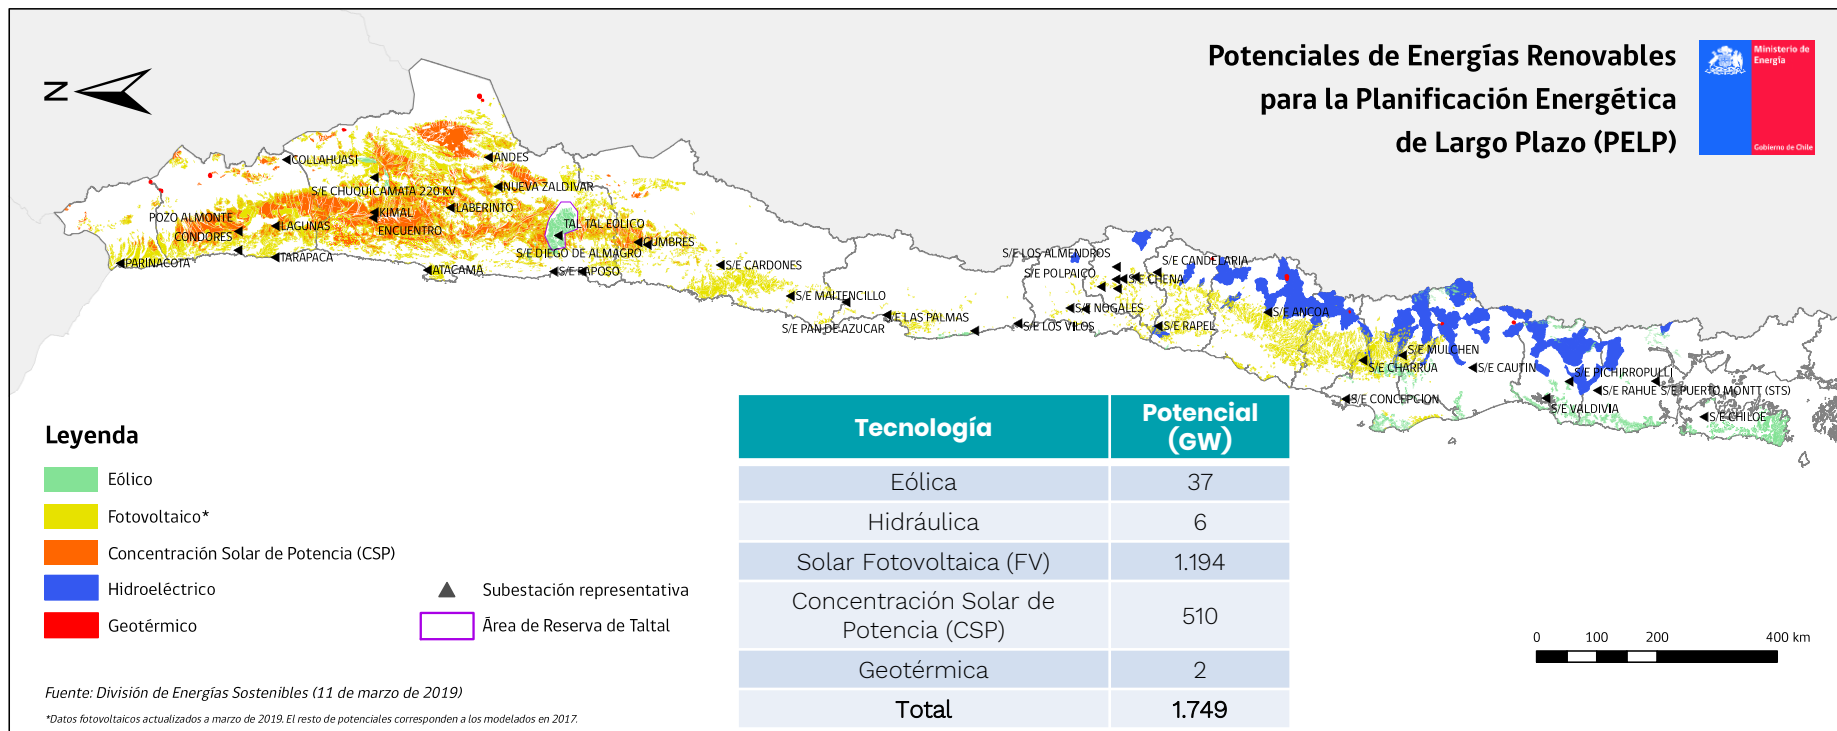 Potenciales de Energías Renovables
para la Planificación Energética
de Largo Plazo (PELP)
Ministerio de
Energía
Gobierno de Chile
N
COLLAHUASI
ANDES
S/E CHUQUICAMATA 220 KV
NUEVA ZALDIVAR
POZO ALMONTE
KIMAL
LABERINTO
CONDORES
LAGUNAS
ENCUENTRO
TAL TAL EOLICO
CUMBRES
PARINACOTA
TARAPACA
S/E DIEGO DE ALMAGRO
ATACAMA
S/E PAPOSO
S/E CARDONES
S/E MAITENCILLO
S/E PAN DE AZUCAR
S/E LAS PALMAS
S/E LOS VILOS
S/E LOS ALMENDROS
S/E POLPAICO
S/E CHENA
S/E CANDELARIA
S/E NOGALES
S/E RAPEL
S/E ANCOA
S/E MULCHEN
S/E CHARRUA
S/E CAUTIN
S/E CONCEPCION
S/E PICHIRROPULLI
S/E RAHUE
S/E PUERTO MONTT (STS)
S/E VALDIVIA
S/E CHILOE
Leyenda
Eólico
Fotovoltaico*
Concentración Solar de Potencia (CSP)
Hidroeléctrico
Geotérmico
Subestación representativa
Área de Reserva de Taltal
Tecnología
Potencial
(GW)
Eólica 37
Hidráulica 6
Solar Fotovoltaica (FV) 1.194
Concentración Solar de
Potencia (CSP) 510
Geotérmica 2
Total 1.749
0 100 200 400 km
Fuente: División de Energías Sostenibles (11 de marzo de 2019)
*Datos fotovoltaicos actualizados a marzo de 2019. El resto de potenciales corresponden a los modelados en 2017.